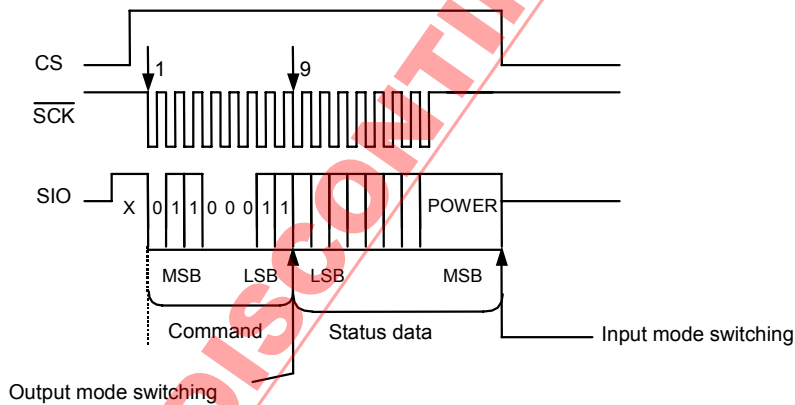 CS
1
9
SCK
SIO
X 0 1 1 0 0 0 1 1 POWER
MSB LSB LSB MSB
Command Status data
Input mode switching
Output mode switching
DISCONTIN